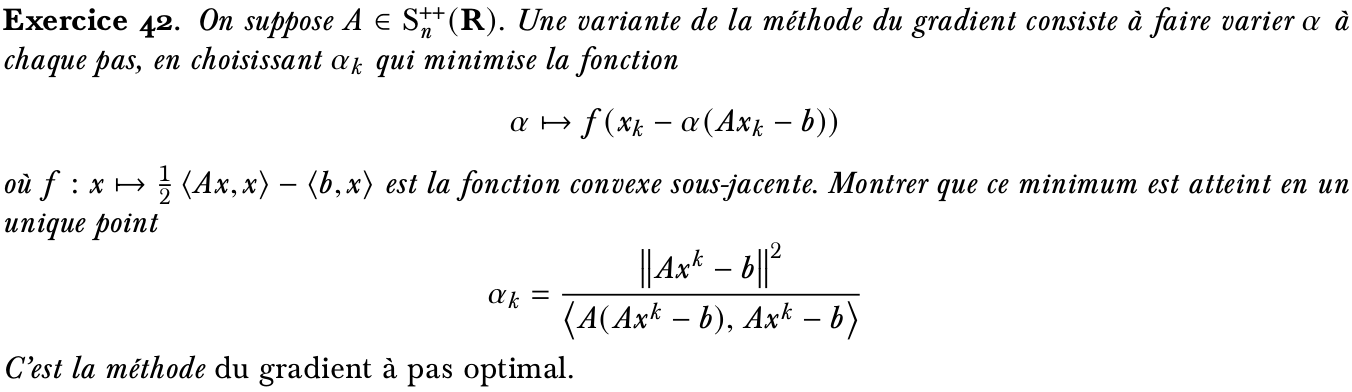 Exercice 42. On suppose A ∈ S_n^{++}(R). Une variante de la méthode du gradient consiste à faire varier α à
chaque pas, en choisissant α_k qui minimise la fonction
α ↦ f(x_k − α(Ax_k − b))
où f : x ↦ \frac{1}{2} ⟨Ax, x⟩ − ⟨b, x⟩ est la fonction convexe sous-jacente. Montrer que ce minimum est atteint en un
unique point
α_k = \frac{‖Ax^k − b‖^2}{⟨A(Ax^k − b), Ax^k − b⟩}
C'est la méthode du gradient à pas optimal.